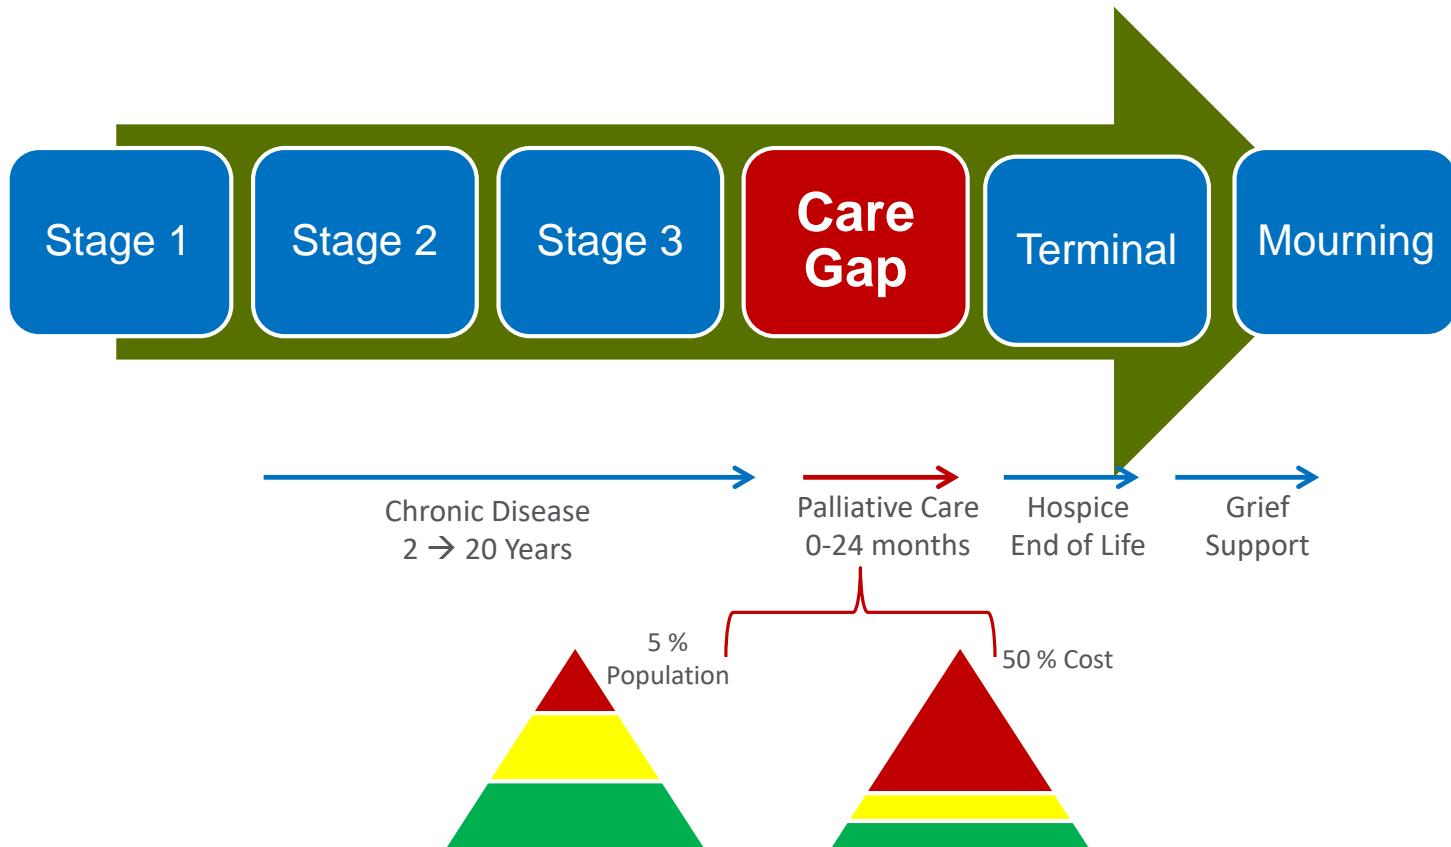 Stage 1
Stage 2
Stage 3
Care
Gap
Terminal
Mourning
Chronic Disease
2 → 20 Years
Palliative Care
0-24 months
Hospice
End of Life
Grief
Support
5 %
Population
50 % Cost